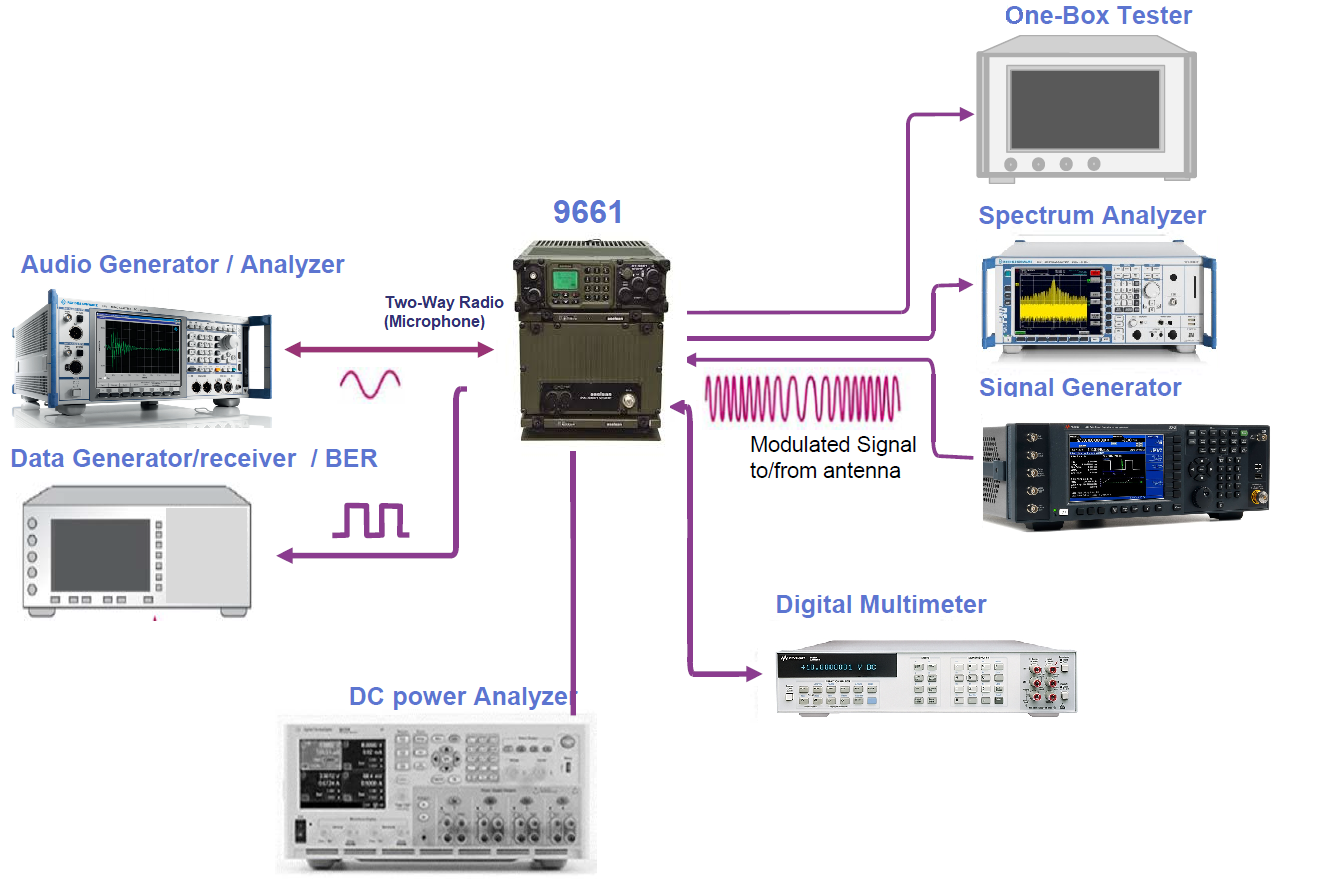 One-Box Tester
9661
Spectrum Analyzer
Audio Generator / Analyzer
Two-Way Radio
(Microphone)
Signal Generator
Modulated Signal
to/from antenna
Data Generator/receiver / BER
Digital Multimeter
DC power Analyzer